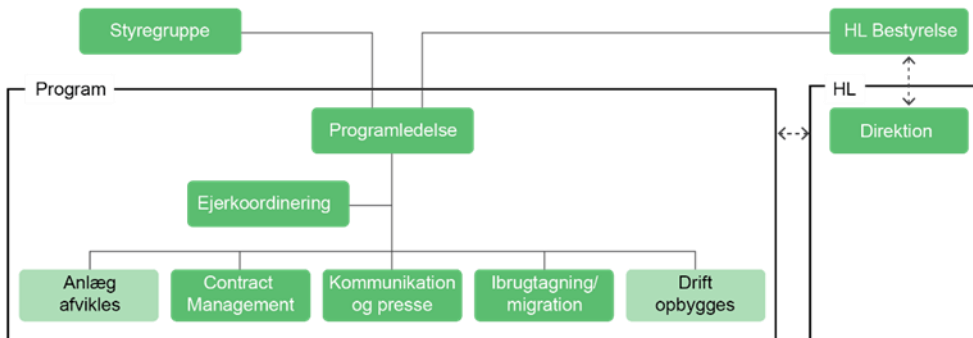 Styregruppe
HL Bestyrelse
Program
HL
Programledelse
Direktion
Ejerkoordinering
Anlæg
afvikles
Contract
Management
Kommunikation
og presse
Ibrugtagning/
migration
Drift
opbygges